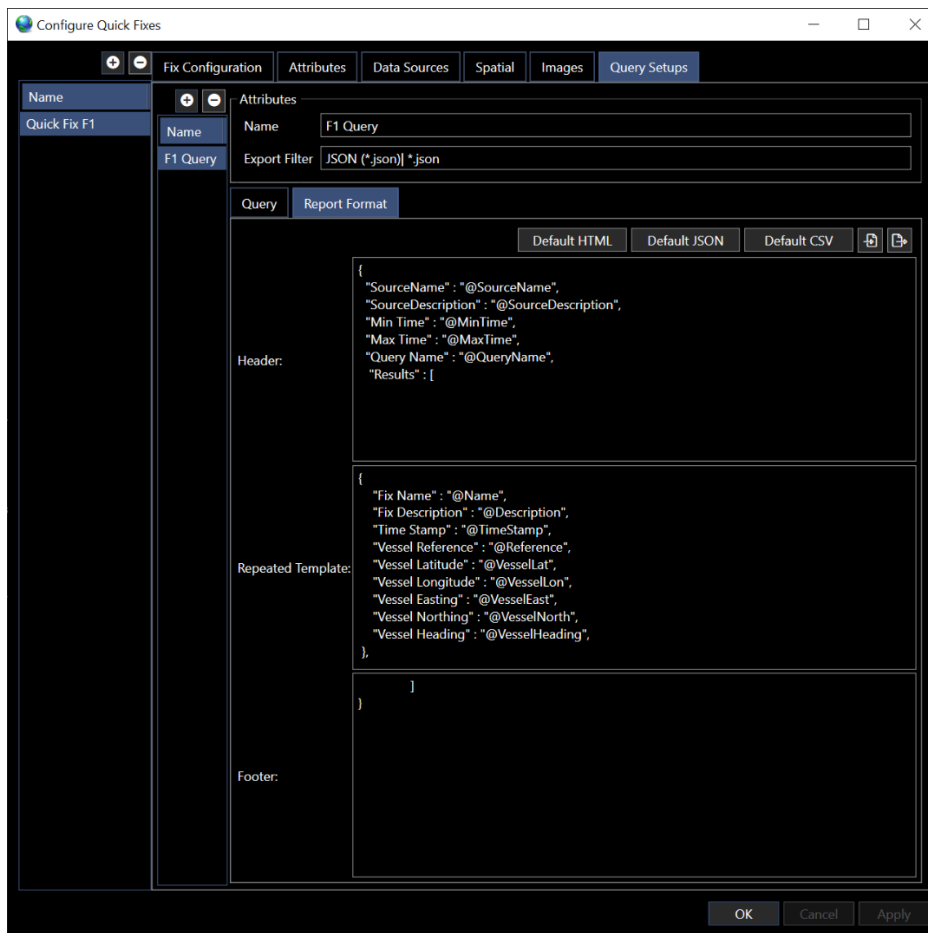 Configure Quick Fixes
Fix Configuration Attributes Data Sources Spatial Images Query Setups
Name
Quick Fix F1
Name
F1 Query
Attributes
Name F1 Query
Export Filter JSON (*.json)| *.json
Query Report Format
Default HTML Default JSON Default CSV
Header:
{
"SourceName" : "@SourceName",
"SourceDescription" : "@SourceDescription",
"Min Time" : "@MinTime",
"Max Time" : "@MaxTime",
"Query Name" : "@QueryName",
"Results" : [
Repeated Template:
{
"Fix Name" : "@Name",
"Fix Description" : "@Description",
"Time Stamp" : "@TimeStamp",
"Vessel Reference" : "@Reference",
"Vessel Latitude" : "@VesselLat",
"Vessel Longitude" : "@VesselLon",
"Vessel Easting" : "@VesselEast",
"Vessel Northing" : "@VesselNorth",
"Vessel Heading" : "@VesselHeading",
},
Footer:
]
}
OK Cancel Apply